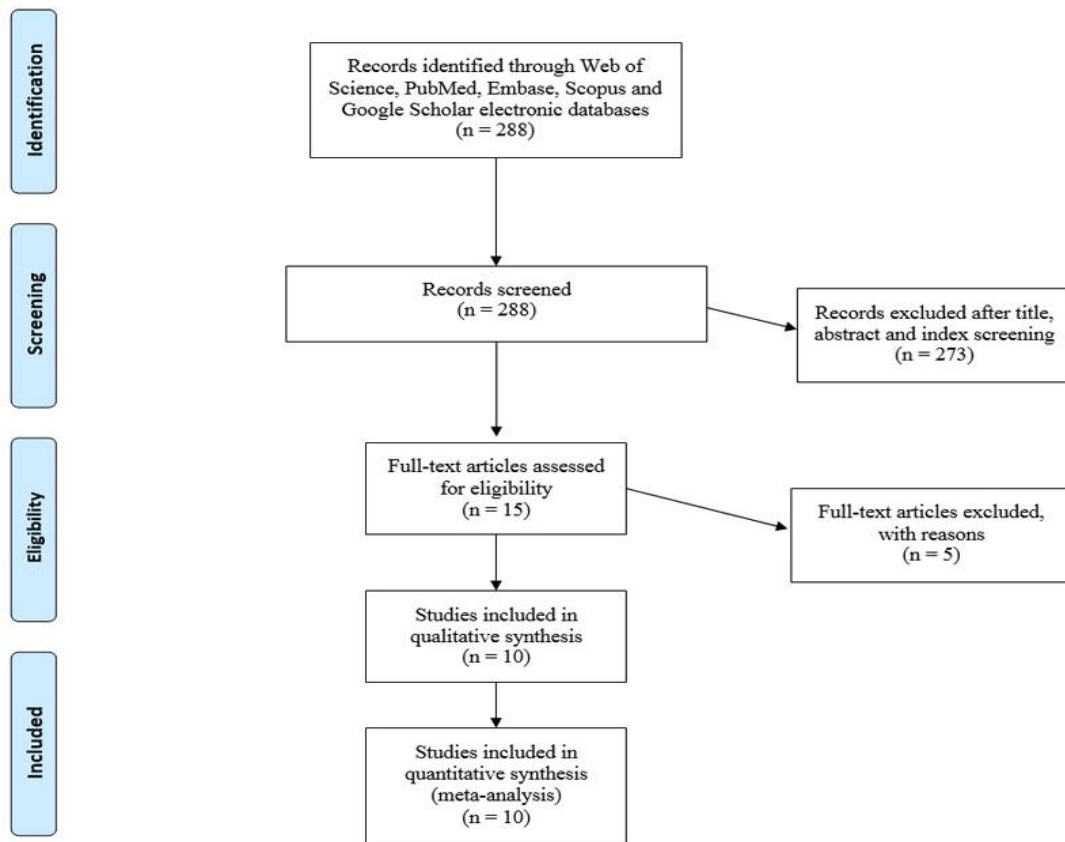 Identification
Records identified through Web of
Science, PubMed, Embase, Scopus and
Google Scholar electronic databases
(n = 288)
Screening
Records screened
(n = 288)
Records excluded after title,
abstract and index screening
(n = 273)
Eligibility
Full-text articles assessed
for eligibility
(n = 15)
Full-text articles excluded,
with reasons
(n = 5)
Studies included in
qualitative synthesis
(n = 10)
Included
Studies included in
quantitative synthesis
(meta-analysis)
(n = 10)